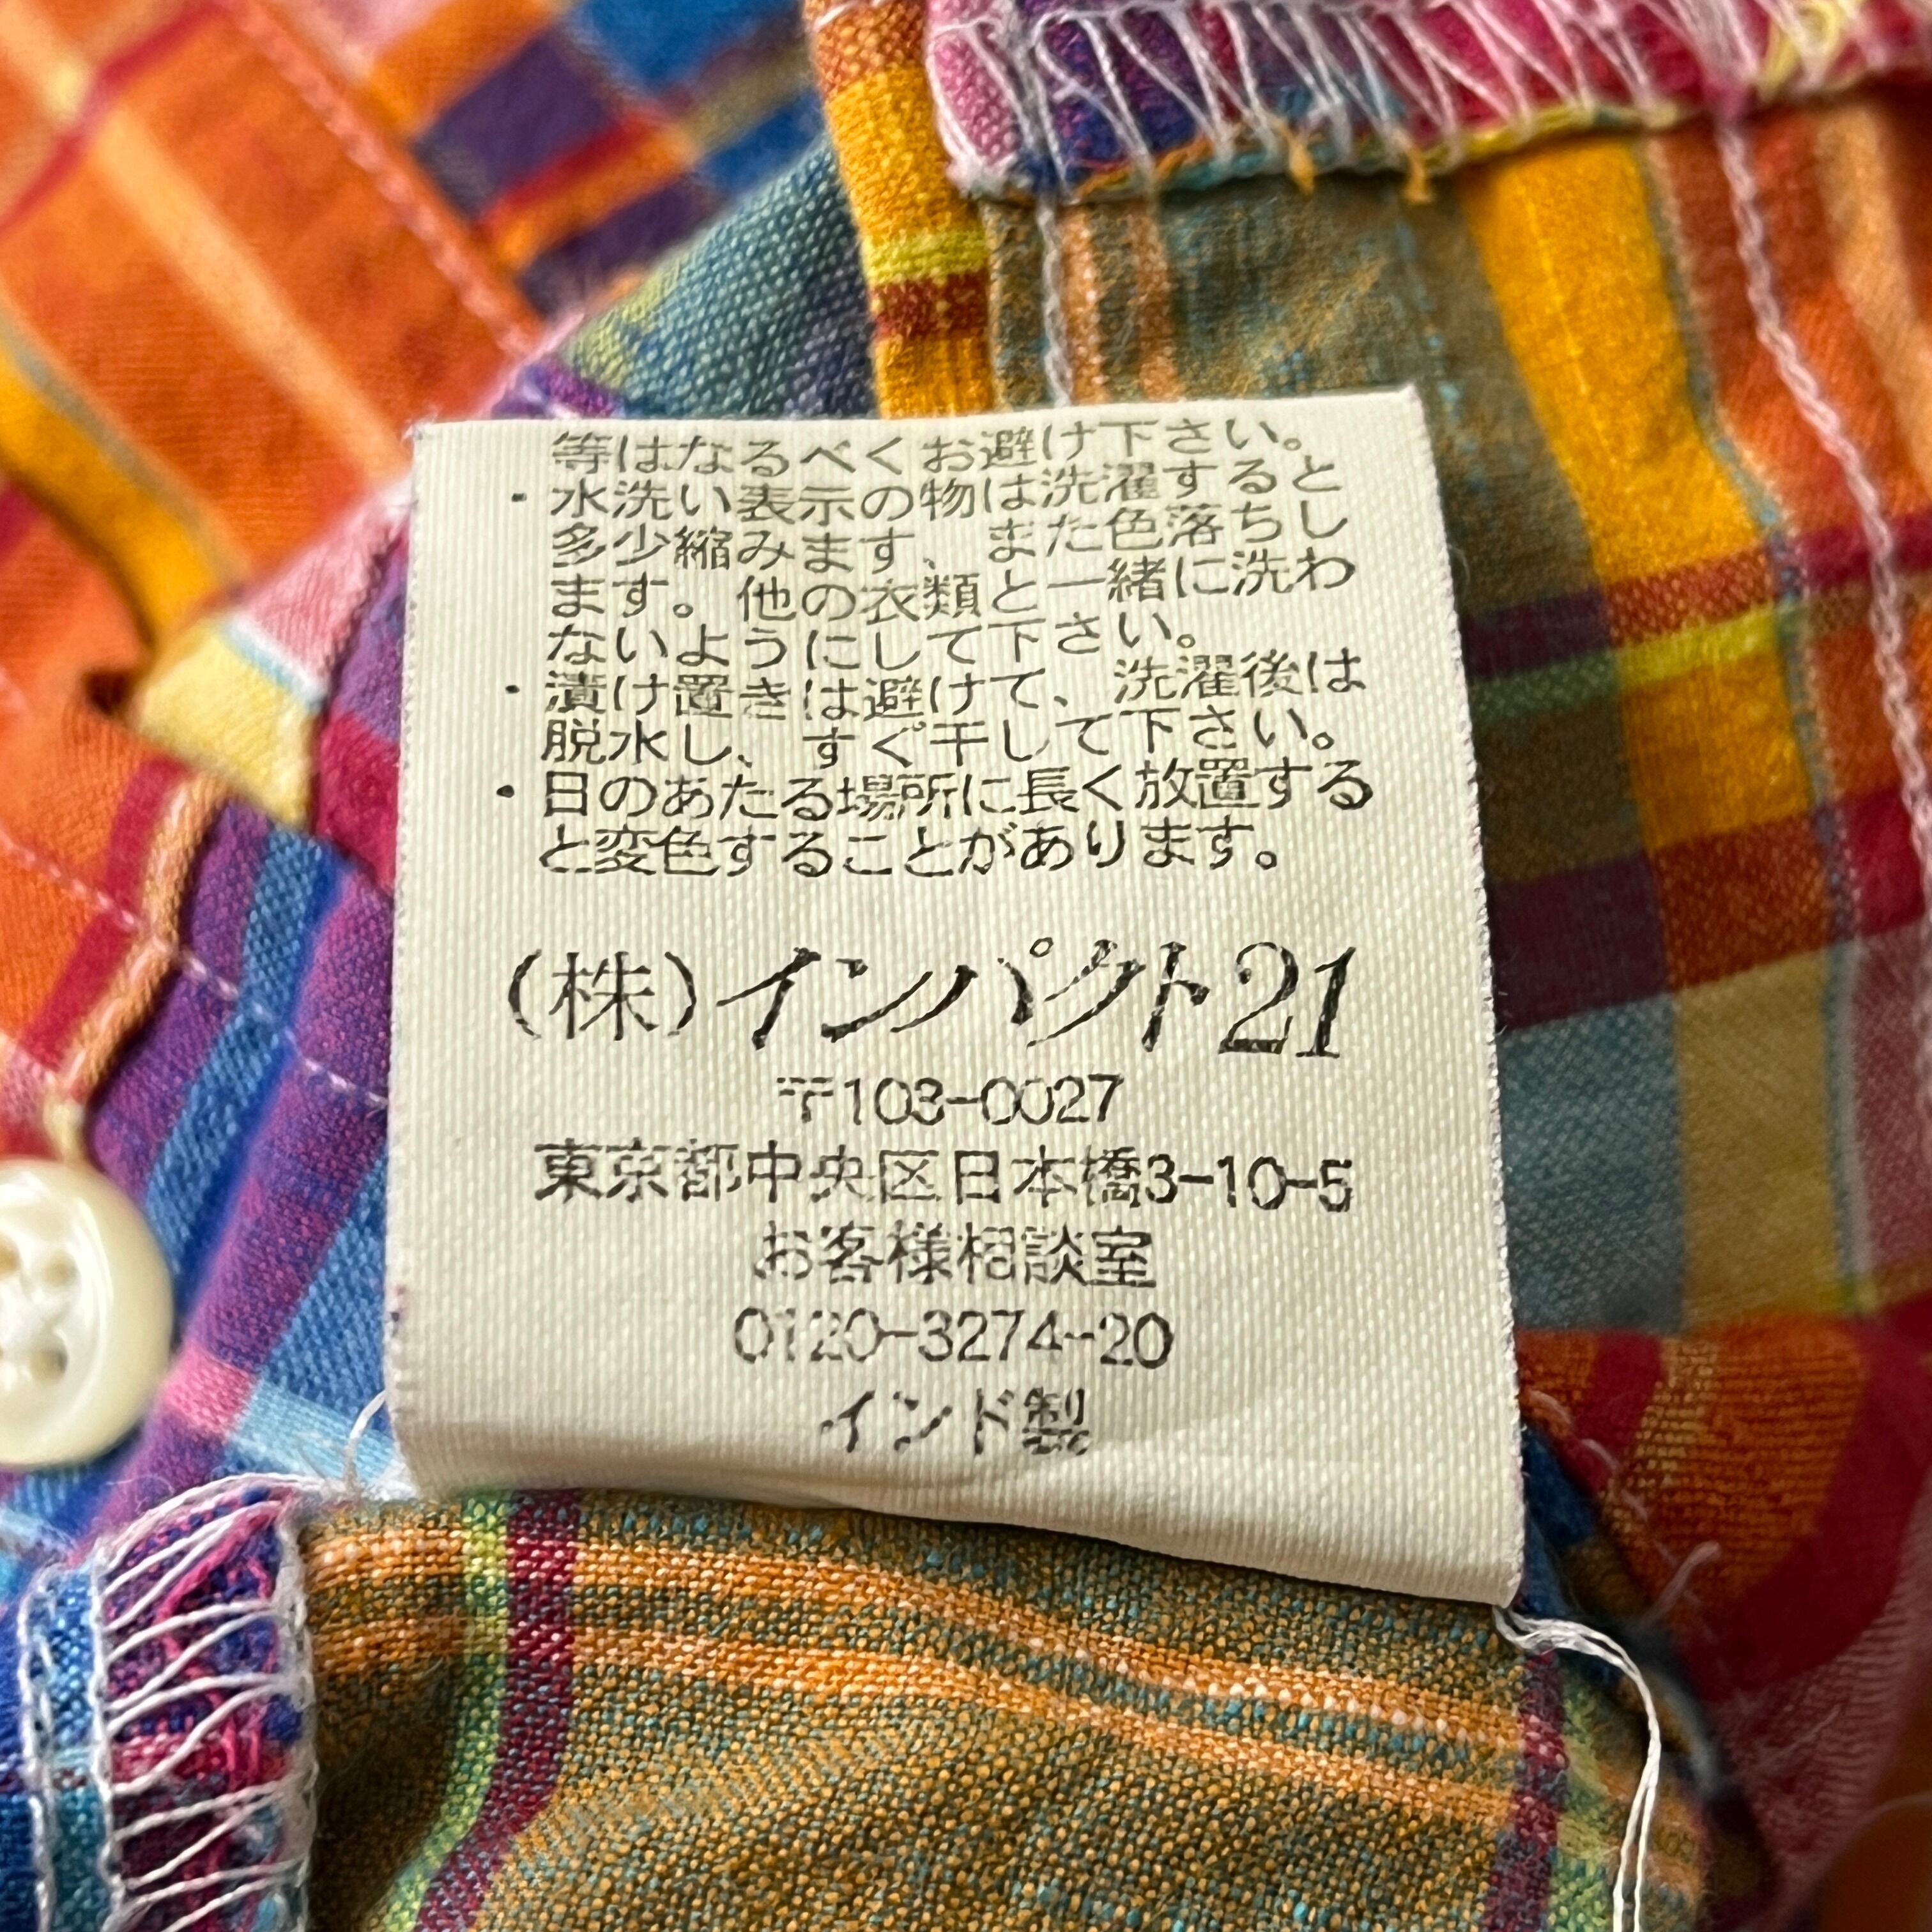 等はなるべくお避け下さい。
・水洗い表示の物は洗濯すると
多少縮みます、また色落ちし
ます。他の衣類と一緒に洗わ
ないようにして下さい。
・漬け置きは避けて、洗濯後は
脱水し、すぐ干して下さい。
・日のあたる場所に長く放置する
と変色することがあります。
(株)インパクト21
〒103-0027
東京都中央区日本橋3-10-5
お客様相談室
0120-3274-20
インド製